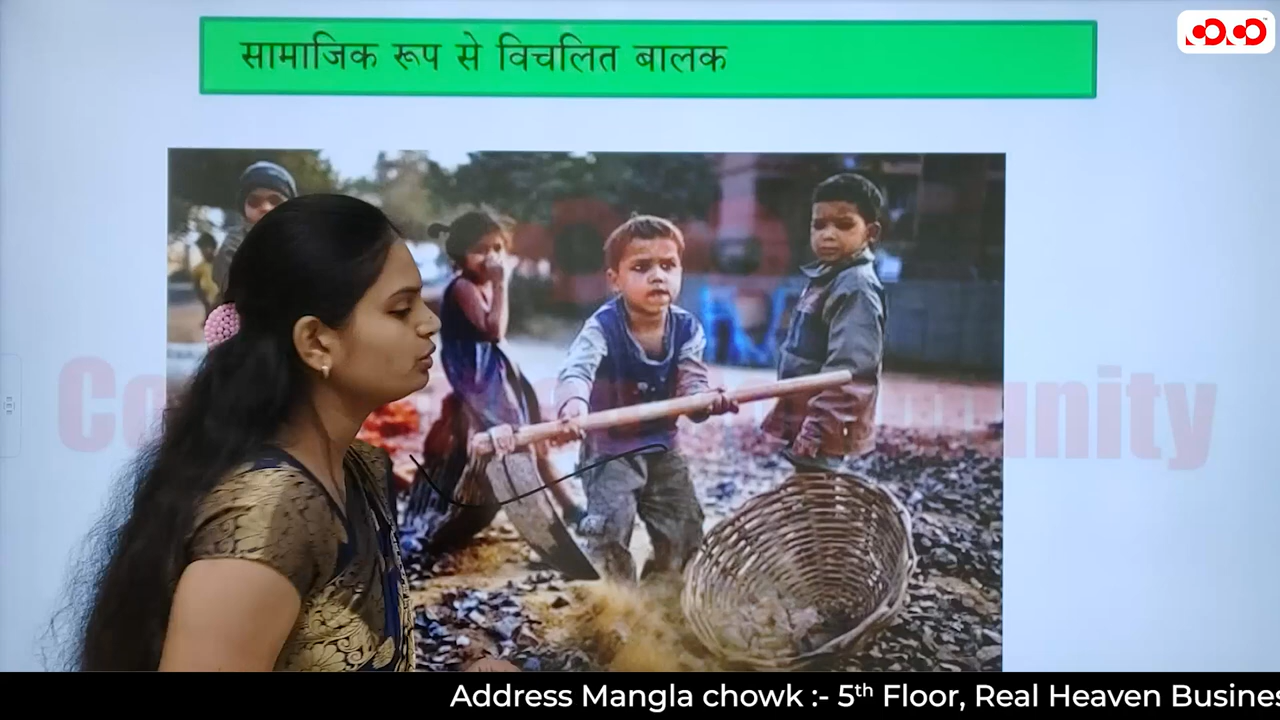 सामाजिक रूप से विचलित बालक
Address Mangla chowk :- 5th Floor, Real Heaven Busines